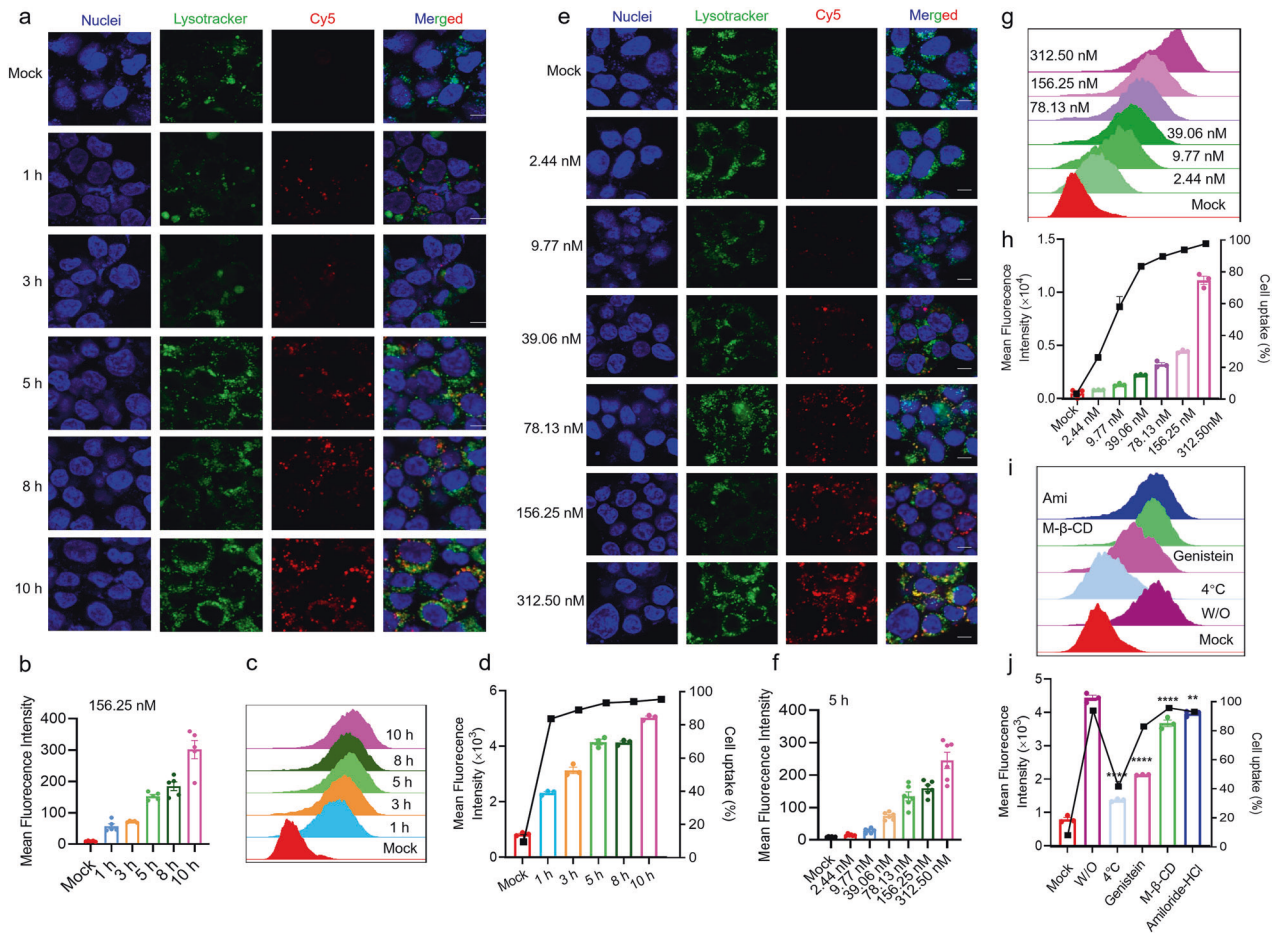 a
Nuclei Lysotracker Cy5 Merged
Mock
1 h
3 h
5 h
8 h
10 h
b
156.25 nM
Mean Fluorescence Intensity
400
300
200
100
0
Mock 1 h 3 h 5 h 8 h 10 h
c
10 h
8 h
5 h
3 h
1 h
Mock
d
Mean Fluorescence
Intensity (×10³)
6
4
2
0
100
80
60
40
20
0
Cell uptake (%)
Mock 1 h 3 h 5 h 8 h 10 h
e
Nuclei Lysotracker Cy5 Merged
Mock
2.44 nM
9.77 nM
39.06 nM
78.13 nM
156.25 nM
312.50 nM
f
5 h
Mean Fluorescence Intensity
400
300
200
100
0
Mock 2.44 nM 9.77 nM 39.06 nM 78.13 nM 156.25 nM 312.50 nM
g
312.50 nM
156.25 nM
78.13 nM
39.06 nM
9.77 nM
2.44 nM
Mock
h
Mean Fluorescence
Intensity (×10⁴)
1.5
1.0
0.5
0.0
100
80
60
40
20
0
Cell uptake (%)
Mock 2.44 nM 9.77 nM 39.06 nM 78.13 nM 156.25 nM 312.50nM
i
Ami
M-β-CD
Genistein
4°C
W/O
Mock
j
Mean Fluorescence
Intensity (×10³)
5
4
3
2
1
0
**** **** **** **
100
80
60
40
20
0
Cell uptake (%)
Mock W/O 4°C Genistein M-β-CD Amiloride-HCl